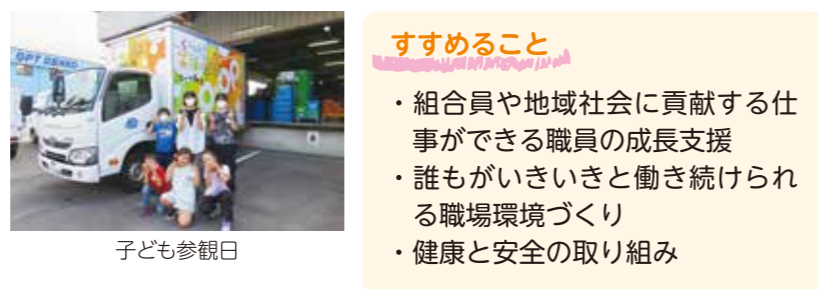 OPT DENKO
子ども参観日
すすめること
・組合員や地域社会に貢献する仕
事ができる職員の成長支援
・誰もがいきいきと働き続けられ
る職場環境づくり
・健康と安全の取り組み